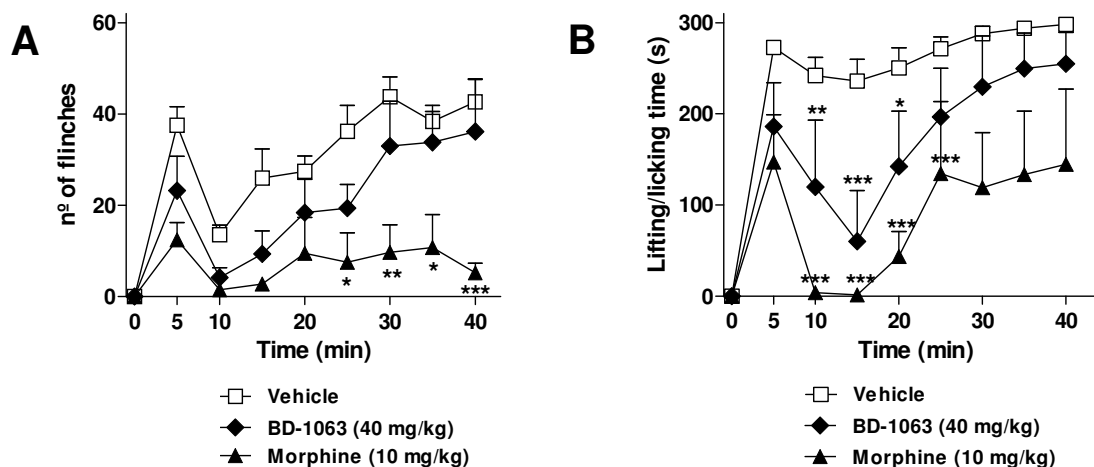 A
nº of flinches
60
40
20
0
0 5 10 20 30 40
Time (min)
* ** * ***
Vehicle
BD-1063 (40 mg/kg)
Morphine (10 mg/kg)
B
Lifting/licking time (s)
300
200
100
0
** *
***
***
***
*** ***
0 5 10 20 30 40
Time (min)
Vehicle
BD-1063 (40 mg/kg)
Morphine (10 mg/kg)